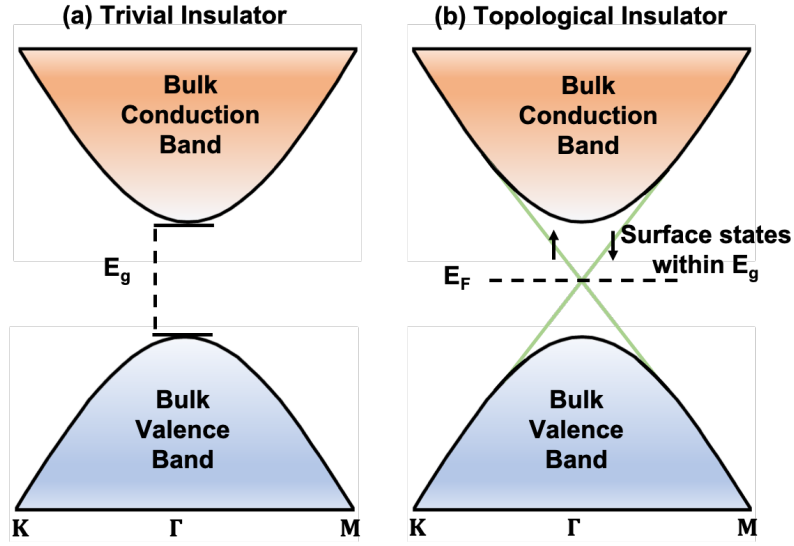 (a) Trivial Insulator
Bulk
Conduction
Band
Eg
Bulk
Valence
Band
K Γ M
(b) Topological Insulator
Bulk
Conduction
Band
Surface states
within Eg
EF
Bulk
Valence
Band
K Γ M